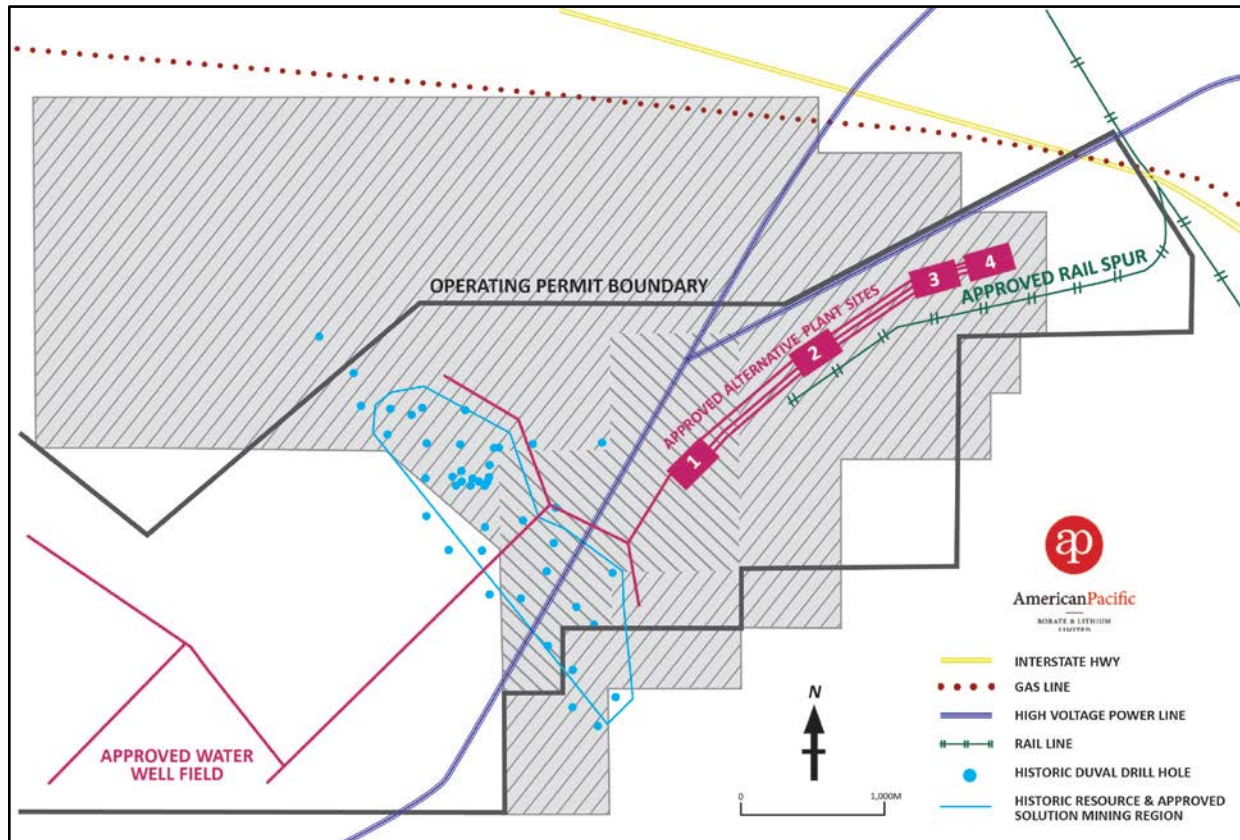 OPERATING PERMIT BOUNDARY
APPROVED ALTERNATIVE PLANT SITES
1
2
3
4
APPROVED RAIL SPUR
APPROVED WATER
WELL FIELD
ap
AmericanPacific
BORATE & LITHIUM
LIMITED
INTERSTATE HWY
GAS LINE
HIGH VOLTAGE POWER LINE
RAIL LINE
HISTORIC DUVAL DRILL HOLE
HISTORIC RESOURCE & APPROVED
SOLUTION MINING REGION
N
0
1,000M